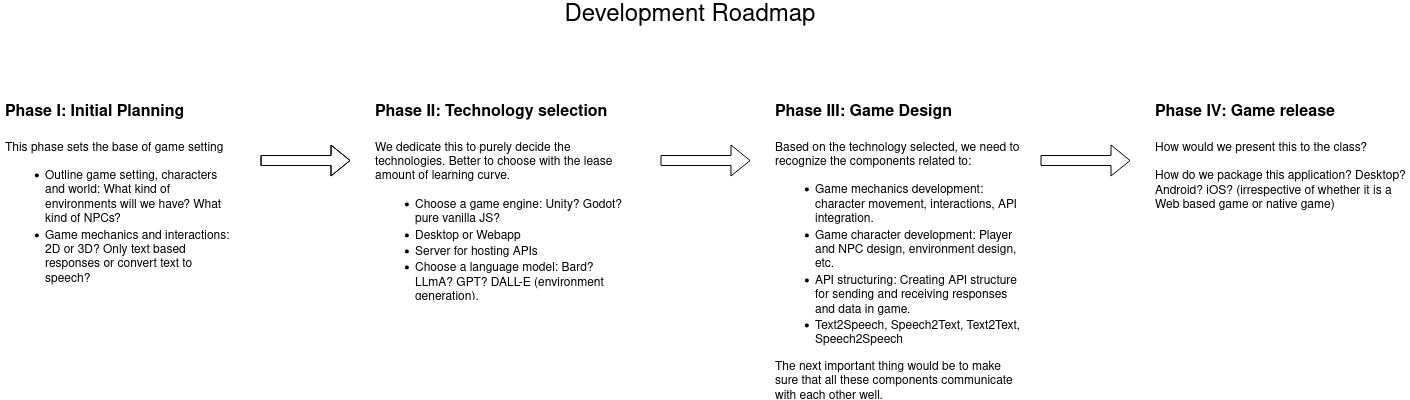 Development Roadmap
Phase I: Initial Planning
This phase sets the base of game setting
Outline game setting, characters
and world: What kind of
environments will we have? What
kind of NPCs?
Game mechanics and interactions:
2D or 3D? Only text based
responses or convert text to
speech?
Phase II: Technology selection
We dedicate this to purely decide the
technologies. Better to choose with the lease
amount of learning curve.
Choose a game engine: Unity? Godot?
pure vanilla JS?
Desktop or Webapp
Server for hosting APIs
Choose a language model: Bard?
LLmA? GPT? DALL-E (environment
generation).
Phase III: Game Design
Based on the technology selected, we need to
recognize the components related to:
Game mechanics development:
character movement, interactions, API
integration.
Game character development: Player
and NPC design, environment design,
etc.
API structuring: Creating API structure
for sending and receiving responses
and data in game.
Text2Speech, Speech2Text, Text2Text,
Speech2Speech
The next important thing would be to make
sure that all these components communicate
with each other well.
Phase IV: Game release
How would we present this to the class?
How do we package this application? Desktop?
Android? iOS? (irrespective of whether it is a
Web based game or native game)